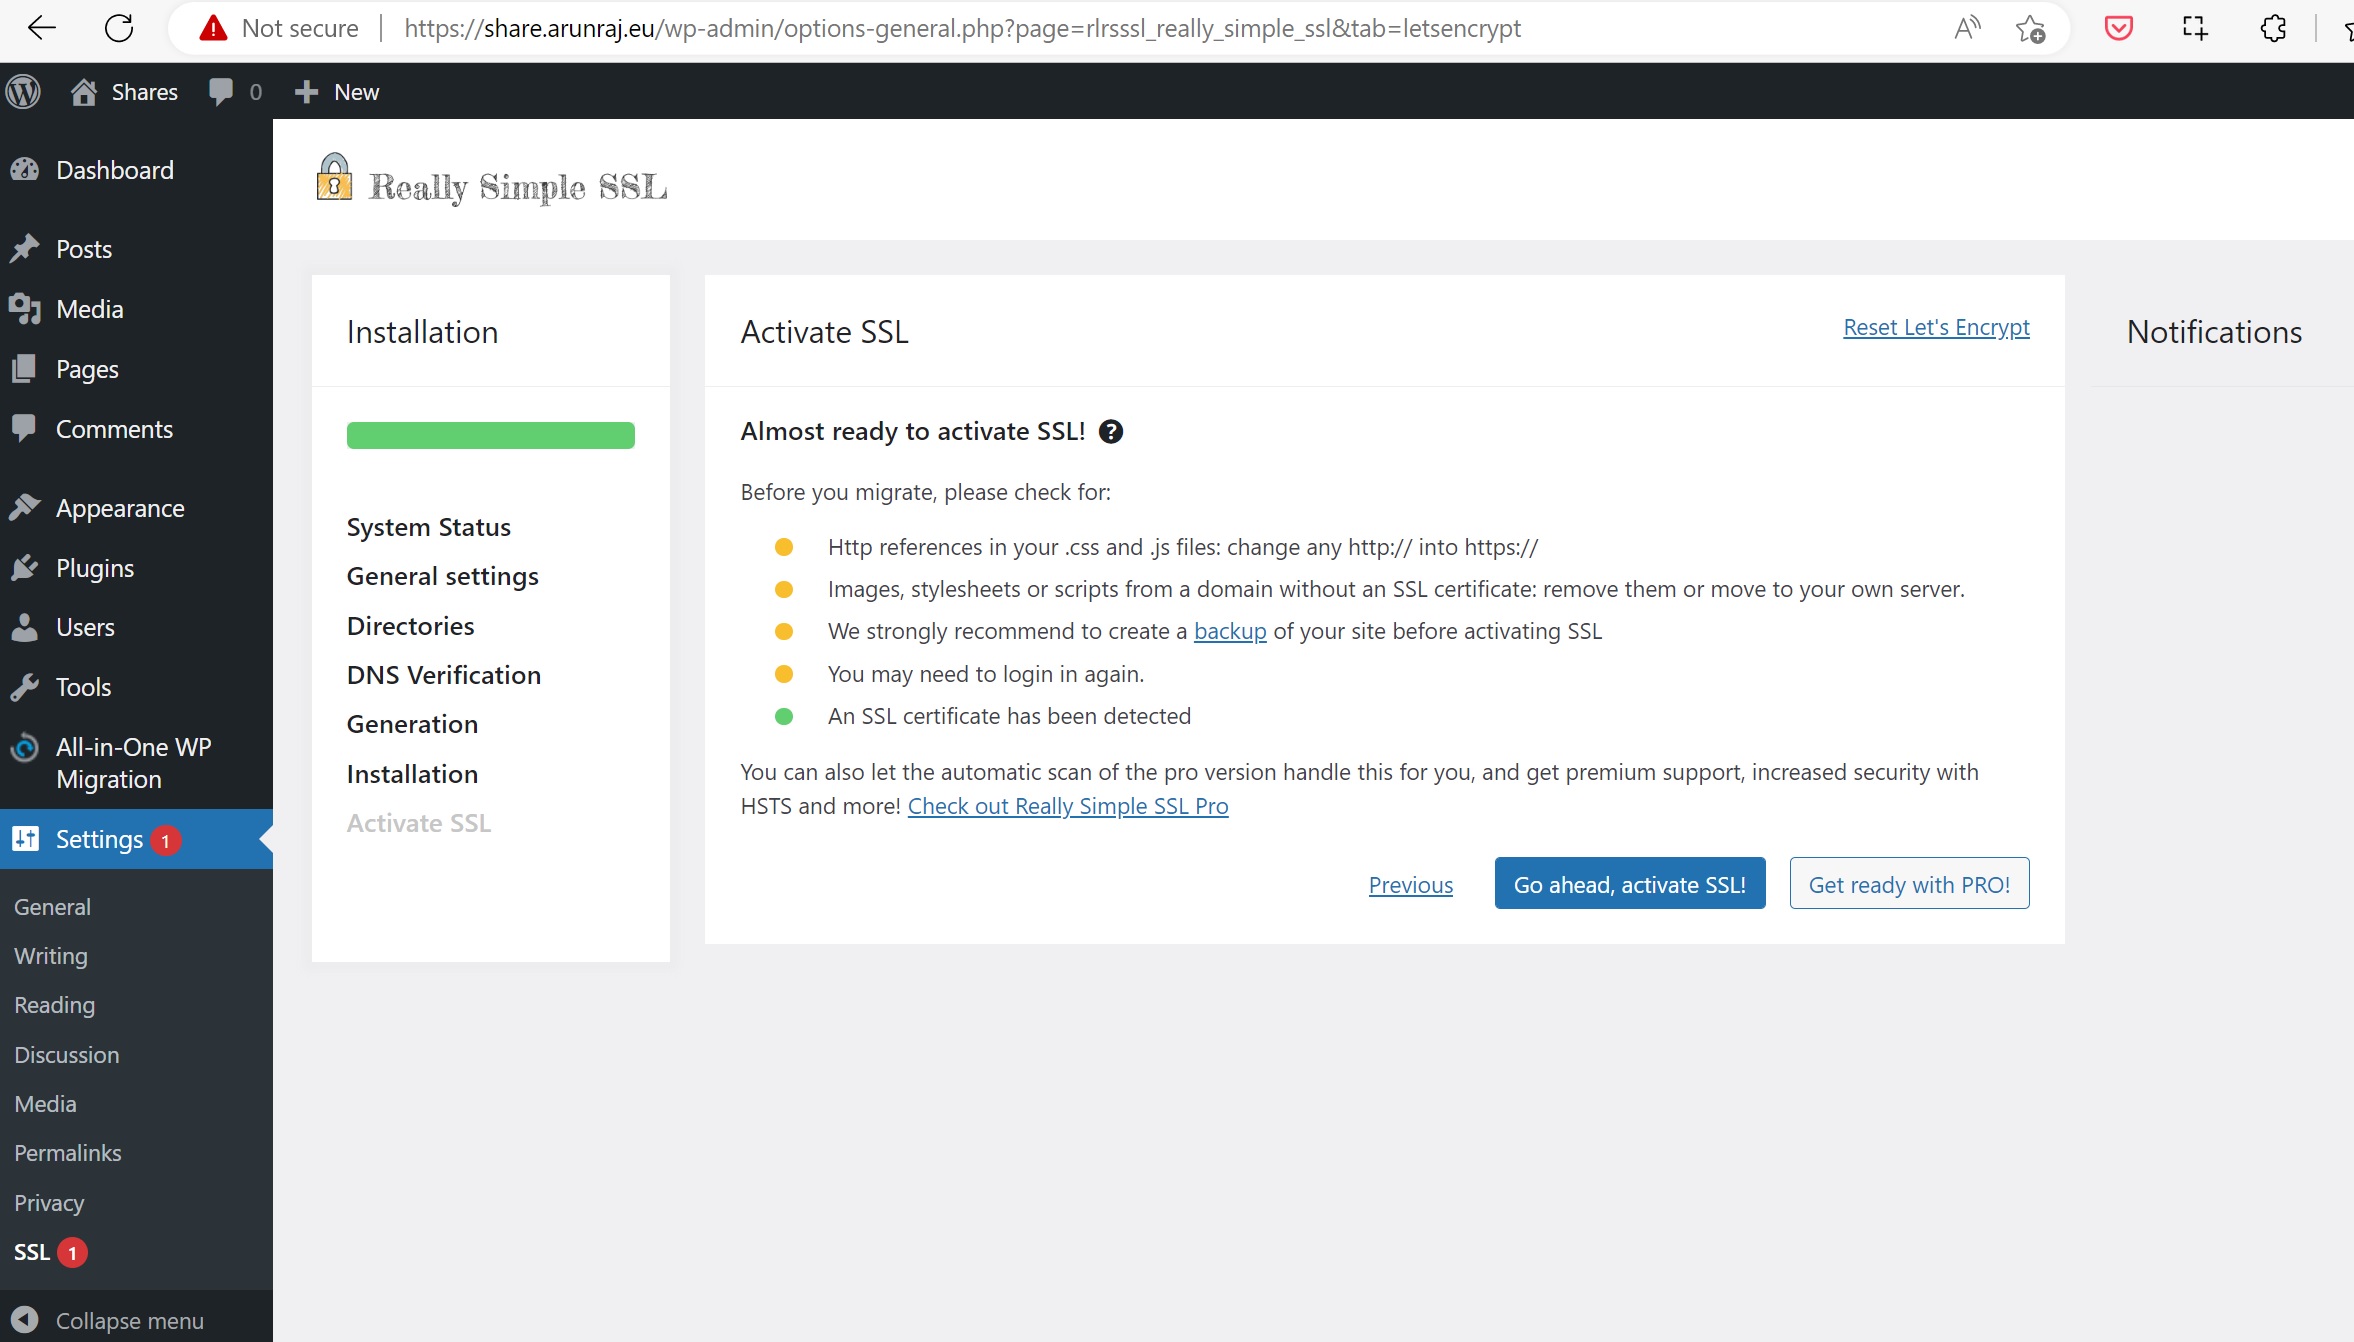 Not secure
https://share.arunraj.eu/wp-admin/options-general.php?page=rlrsssl_really_simple_ssl&tab=letsencrypt
Shares
0
New
Dashboard
Posts
Media
Pages
Comments
Appearance
Plugins
Users
Tools
All-in-One WP
Migration
Settings 1
General
Writing
Reading
Discussion
Media
Permalinks
Privacy
SSL 1
Collapse menu
Really Simple SSL
Installation
System Status
General settings
Directories
DNS Verification
Generation
Installation
Activate SSL
Activate SSL
Reset Let's Encrypt
Almost ready to activate SSL! ?
Before you migrate, please check for:
Http references in your .css and .js files: change any http:// into https://
Images, stylesheets or scripts from a domain without an SSL certificate: remove them or move to your own server.
We strongly recommend to create a backup of your site before activating SSL
You may need to login in again.
An SSL certificate has been detected
You can also let the automatic scan of the pro version handle this for you, and get premium support, increased security with
HSTS and more! Check out Really Simple SSL Pro
Previous
Go ahead, activate SSL!
Get ready with PRO!
Notifications